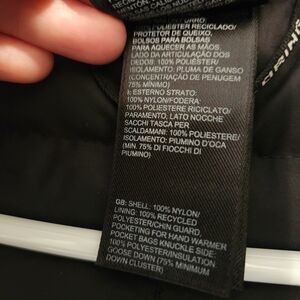 POLIÉSTER RECICLADO/
PROTETOR DE QUEIXO,
BOLSOS PARA BOLSAS
PARA AQUECER AS MÃOS,
LADO DA ARTICULAÇÃO DOS
DEDOS: 100% POLIÉSTER/
ISOLAMENTO: PLUMA DE GANSO
(CONCENTRAÇÃO DE PENUGEM
75% MÍNIMO)
I: ESTERNO STRATO:
100% NYLON/FODERA:
100% POLIESTERE RICICLATO/
PARAMENTO, LATO NOCCHE
SACCHI TASCA PER
SCALDAMANI: 100% POLIESTERE/
ISOLAMENTO: PIUMINO D'OCA
(MIN. 75% DI FIOCCHI DI
PIUMINO)
GB: SHELL: 100% NYLON/
LINING: 100% RECYCLED
POLYESTER/CHIN GUARD,
POCKETING FOR HAND WARMER
POCKET BAGS KNUCKLE SIDE:
100% POLYESTER/INSULATION:
GOOSE DOWN (75% MINIMUM
DOWN CLUSTER)